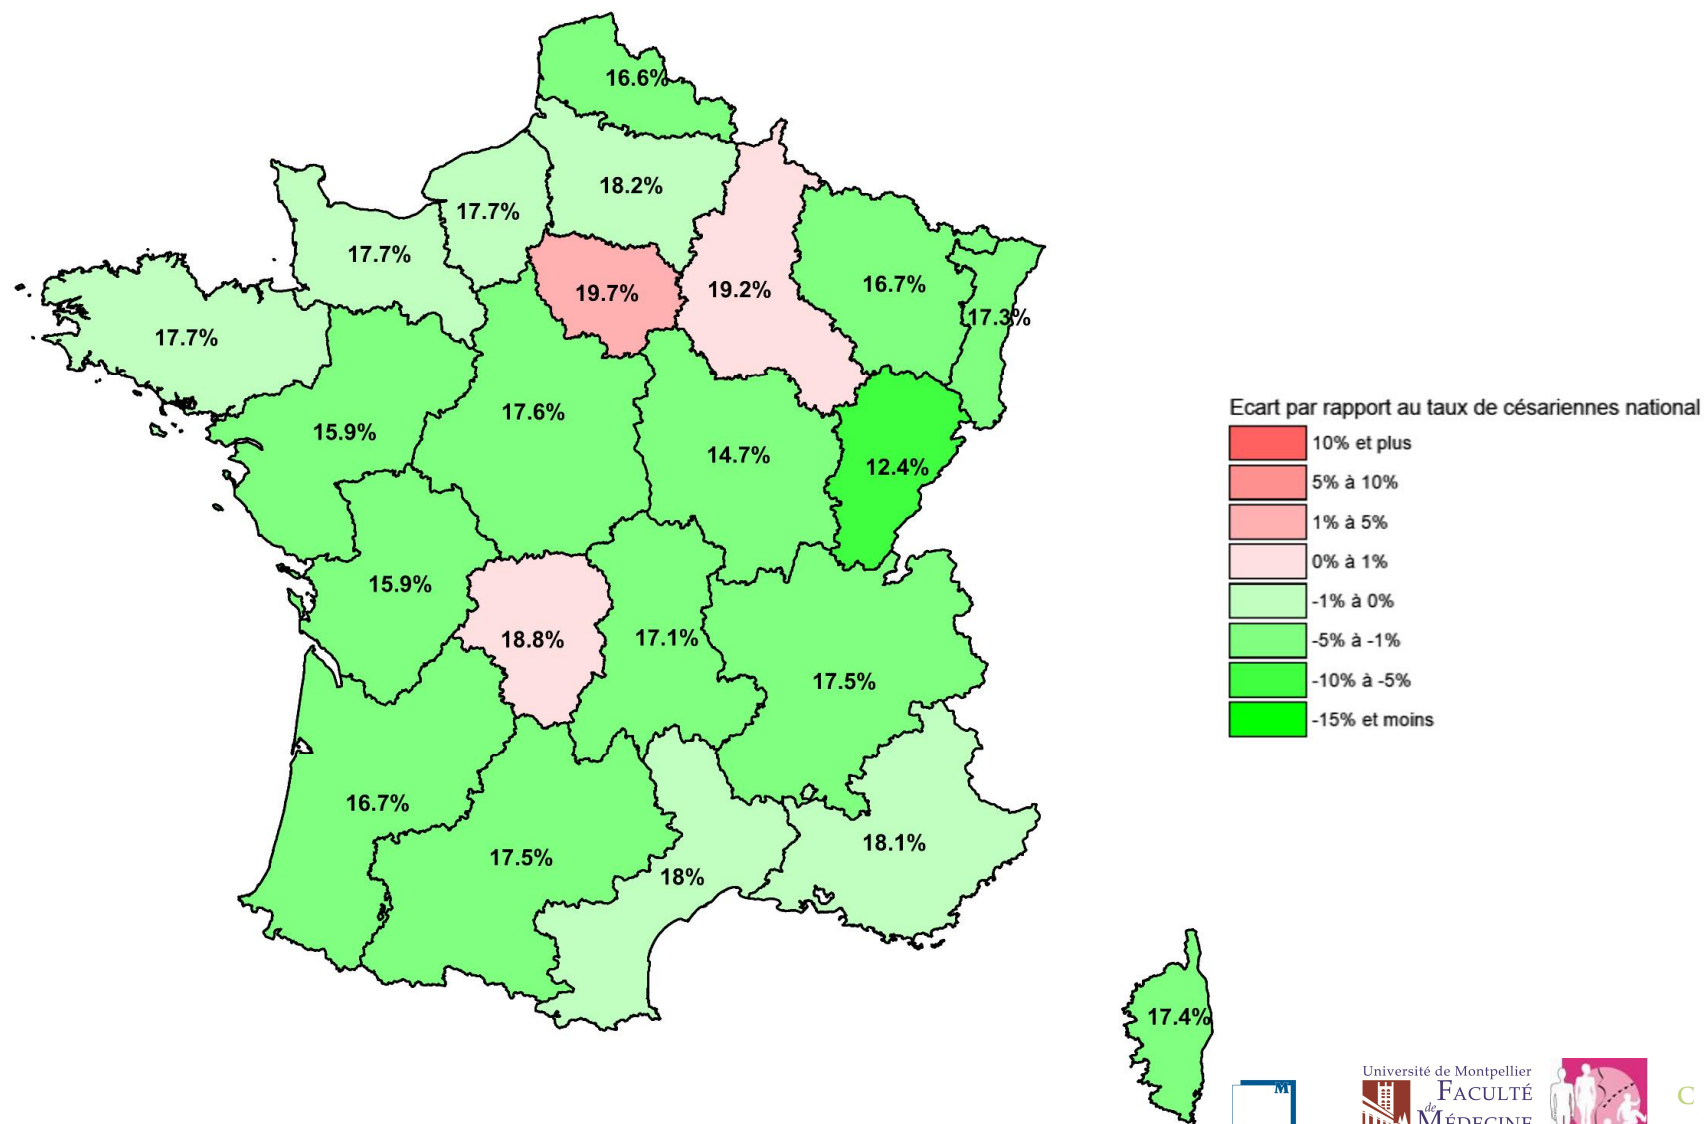 16.6%
18.2%
17.7%
17.7%
19.7%
19.2%
16.7%
17.3%
17.7%
15.9%
17.6%
14.7%
12.4%
15.9%
18.8%
17.1%
17.5%
16.7%
17.5%
18%
18.1%
17.4%
Ecart par rapport au taux de césariennes national
10% et plus
5% à 10%
1% à 5%
0% à 1%
-1% à 0%
-5% à -1%
-10% à -5%
-15% et moins
M
Université de Montpellier
FACULTÉ
de
MÉDECINE
C